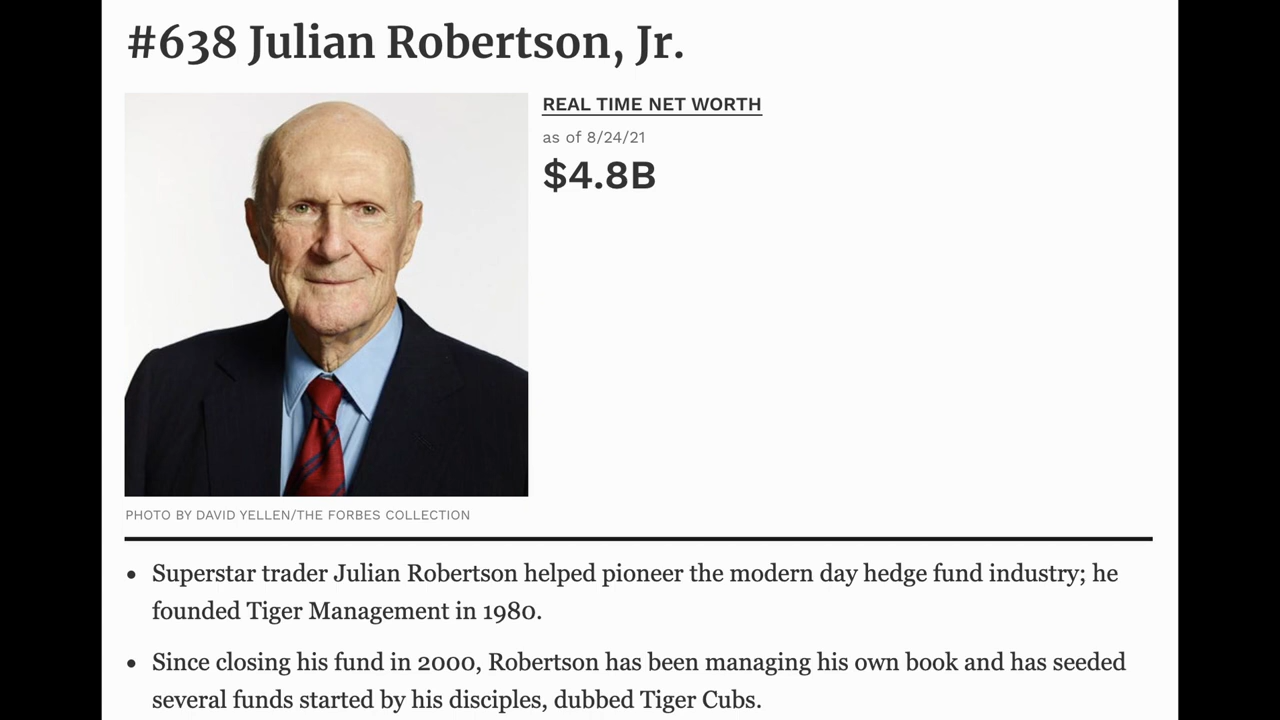 #638 Julian Robertson, Jr.
REAL TIME NET WORTH
as of 8/24/21
$4.8B
PHOTO BY DAVID YELLEN/THE FORBES COLLECTION
• Superstar trader Julian Robertson helped pioneer the modern day hedge fund industry; he
founded Tiger Management in 1980.
• Since closing his fund in 2000, Robertson has been managing his own book and has seeded
several funds started by his disciples, dubbed Tiger Cubs.